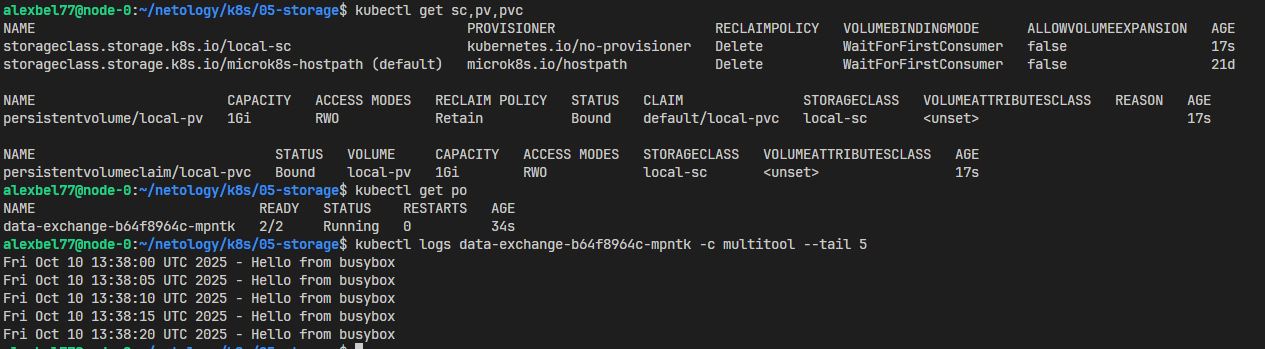 alexbel77@node-0:~/netology/k8s/05-storage$ kubectl get sc,pv,pvc
NAME PROVISIONER RECLAIMPOLICY VOLUMEBINDINGMODE ALLOWVOLUMEEXPANSION AGE
storageclass.storage.k8s.io/local-sc kubernetes.io/no-provisioner Delete WaitForFirstConsumer false 17s
storageclass.storage.k8s.io/microk8s-hostpath (default) microk8s.io/hostpath Delete WaitForFirstConsumer false 21d
NAME CAPACITY ACCESS MODES RECLAIM POLICY STATUS CLAIM STORAGECLASS VOLUMEATTRIBUTESCLASS REASON AGE
persistentvolume/local-pv 1Gi RWO Retain Bound default/local-pvc local-sc <unset> 17s
NAME STATUS VOLUME CAPACITY ACCESS MODES STORAGECLASS VOLUMEATTRIBUTESCLASS AGE
persistentvolumeclaim/local-pvc Bound local-pv 1Gi RWO local-sc <unset> 17s
alexbel77@node-0:~/netology/k8s/05-storage$ kubectl get po
NAME READY STATUS RESTARTS AGE
data-exchange-b64f8964c-mpntk 2/2 Running 0 34s
alexbel77@node-0:~/netology/k8s/05-storage$ kubectl logs data-exchange-b64f8964c-mpntk -c multitool --tail 5
Fri Oct 10 13:38:00 UTC 2025 - Hello from busybox
Fri Oct 10 13:38:05 UTC 2025 - Hello from busybox
Fri Oct 10 13:38:10 UTC 2025 - Hello from busybox
Fri Oct 10 13:38:15 UTC 2025 - Hello from busybox
Fri Oct 10 13:38:20 UTC 2025 - Hello from busybox
alexbel77@node-0:~/netology/k8s/05-storage$